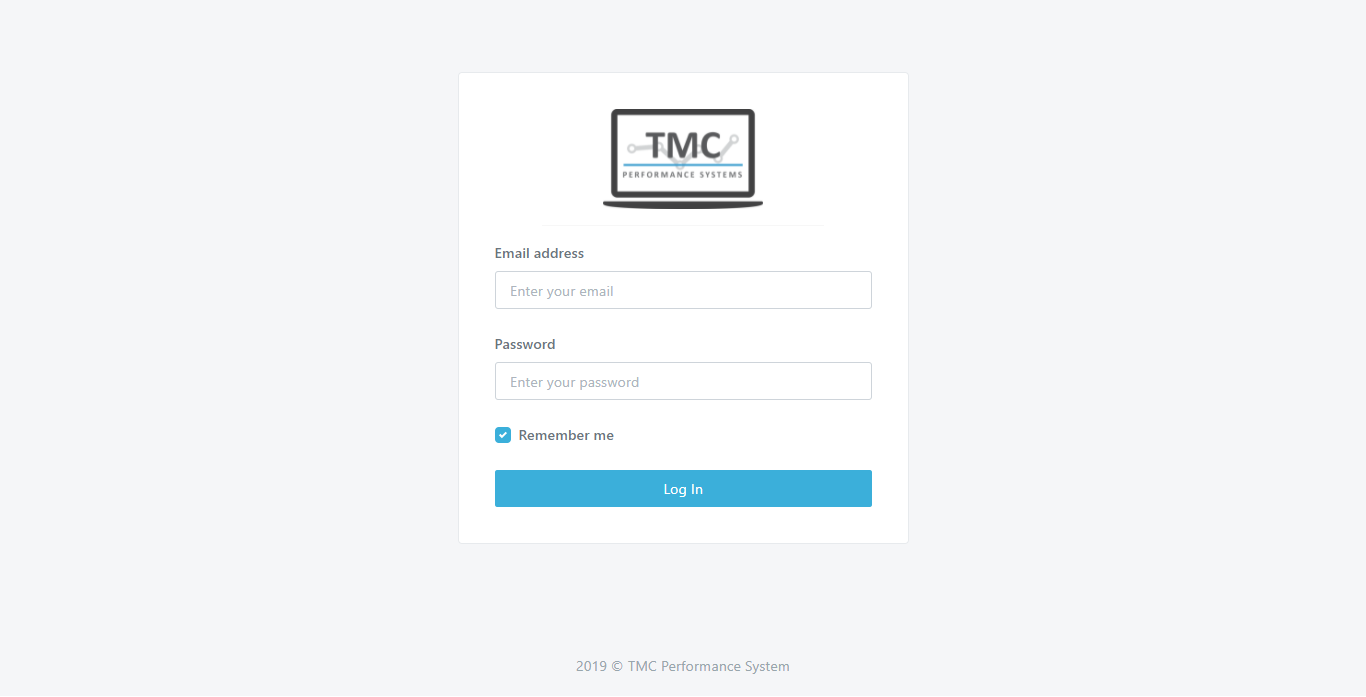 TMC
PERFORMANCE SYSTEMS
Email address
Enter your email
Password
Enter your password
Remember me
Log In
2019 © TMC Performance System